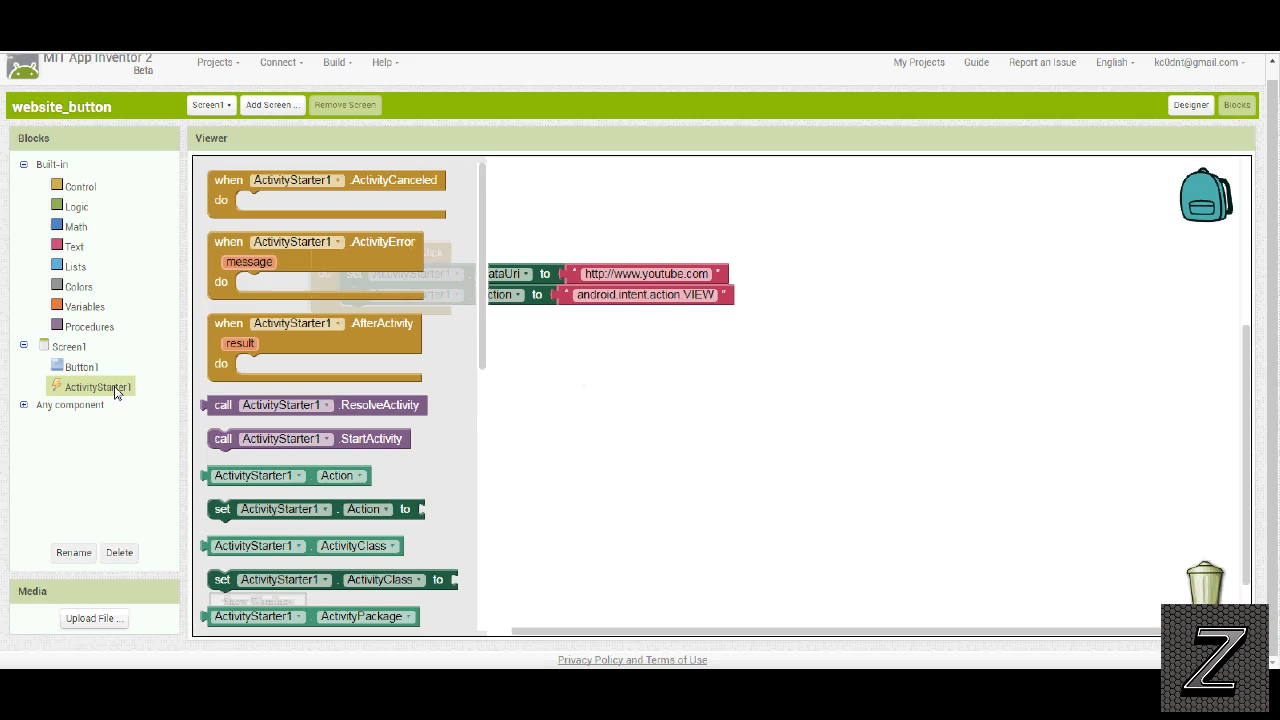 MIT App Inventor 2
Beta
Projects Connect Build Help My Projects Guide Report an Issue English kc0dnt@gmail.com
website_button Screen1 Add Screen ... Remove Screen Designer Blocks
Blocks Viewer
Built-in
Control
Logic
Math
Text
Lists
Colors
Variables
Procedures
Screen1
Button1
ActivityStarter1
Any component
Rename Delete
Media
Upload File ...
when ActivityStarter1 .ActivityCanceled
do
when ActivityStarter1 .ActivityError
message
do
when ActivityStarter1 .AfterActivity
result
do
call ActivityStarter1 .ResolveActivity
call ActivityStarter1 .StartActivity
ActivityStarter1 . Action
set ActivityStarter1 . Action to
ActivityStarter1 . ActivityClass
set ActivityStarter1 . ActivityClass to
Show Warnings
ActivityStarter1 . ActivityPackage
ataUri to " http://www.youtube.com "
ction to " android.intent.action.VIEW "
Privacy Policy and Terms of Use
Z